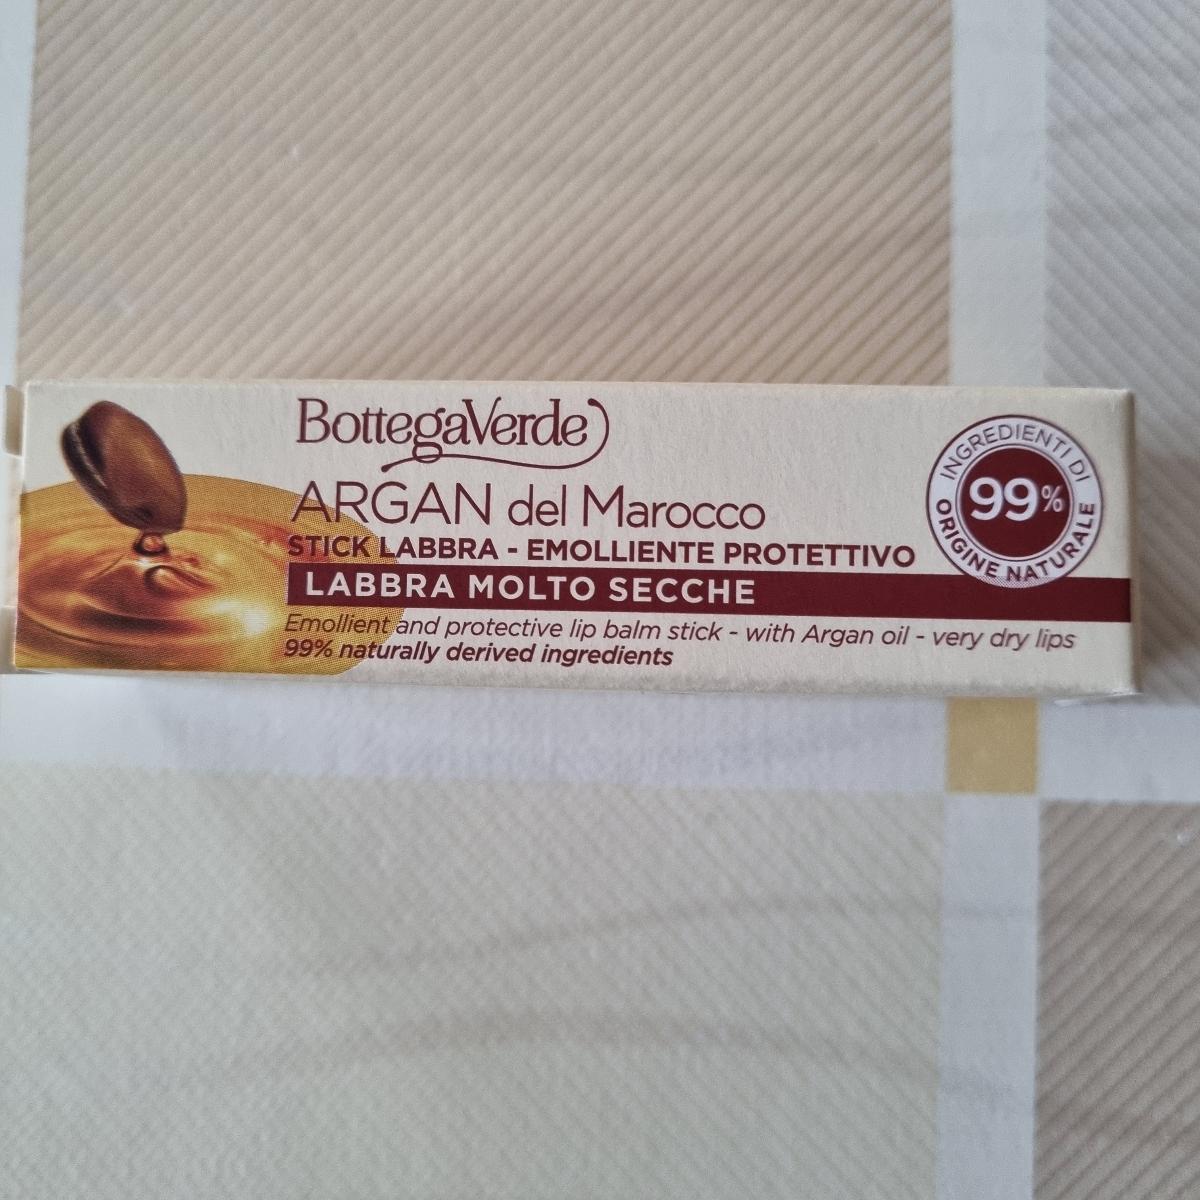 BottegaVerde
ARGAN del Marocco
STICK LABBRA - EMOLLIENTE PROTETTIVO
LABBRA MOLTO SECCHE
Emollient and protective lip balm stick - with Argan oil - very dry lips
99% naturally derived ingredients
INGREDIENTI DI
99%
ORIGINE NATURALE